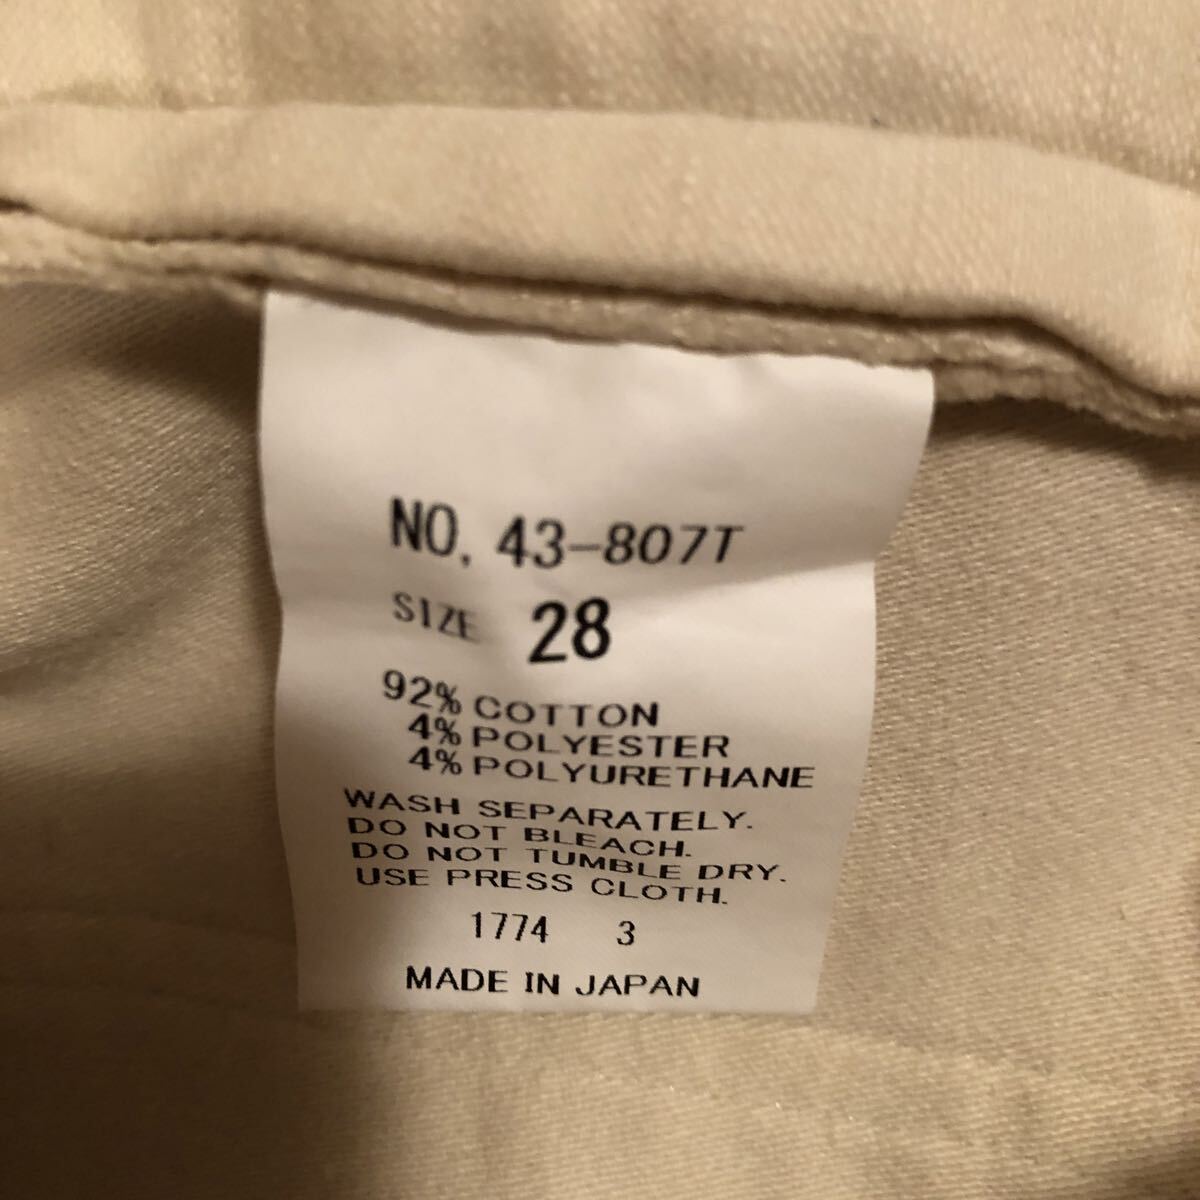 NO. 43-807T
SIZE 28
92% COTTON
4% POLYESTER
4% POLYURETHANE
WASH SEPARATELY.
DO NOT BLEACH.
DO NOT TUMBLE DRY.
USE PRESS CLOTH.
1774 3
MADE IN JAPAN